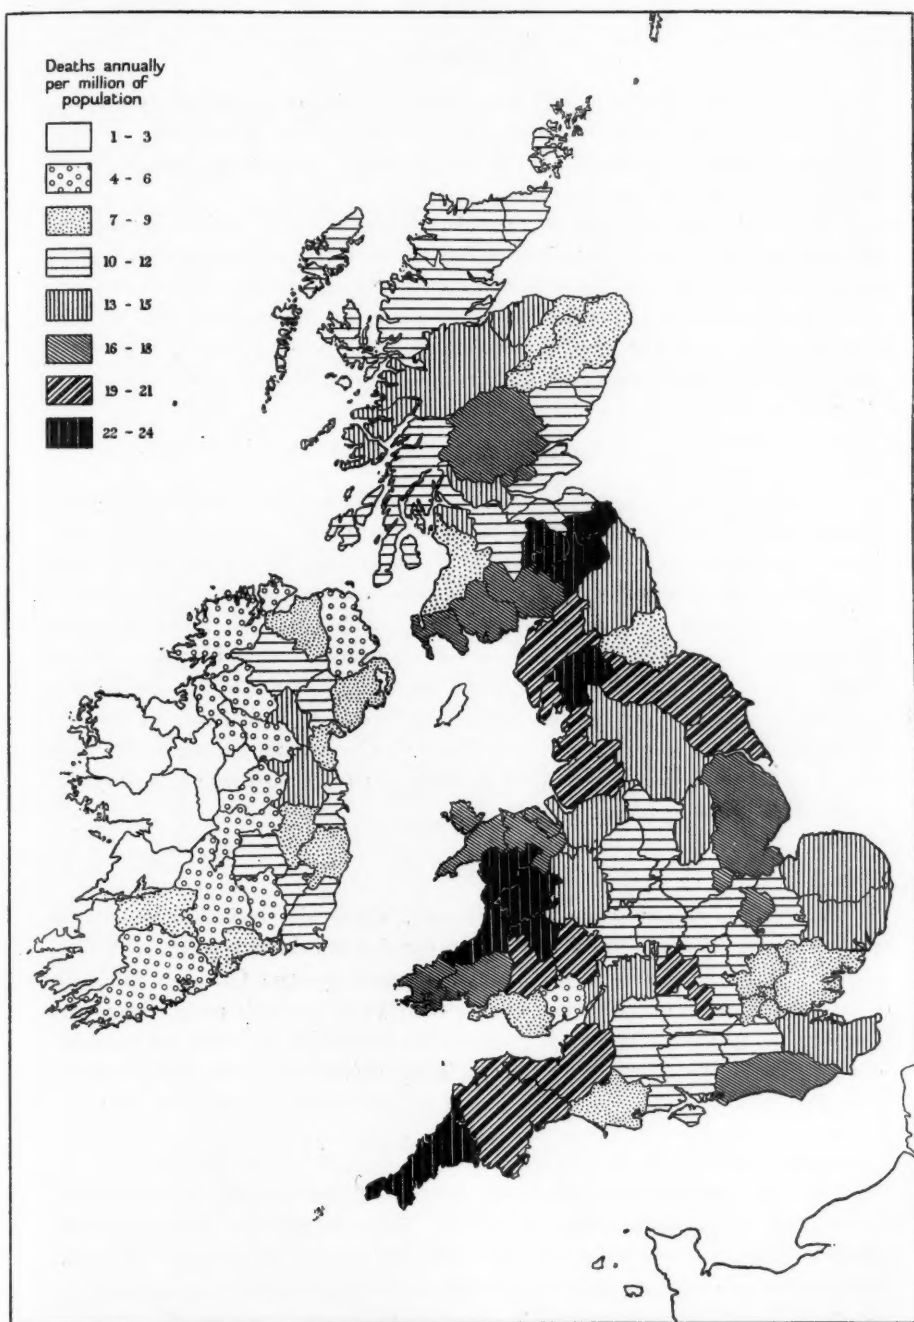 Deaths annually
per million of
population
1 - 3
4 - 6
7 - 9
10 - 12
13 - 15
16 - 18
19 - 21
22 - 24